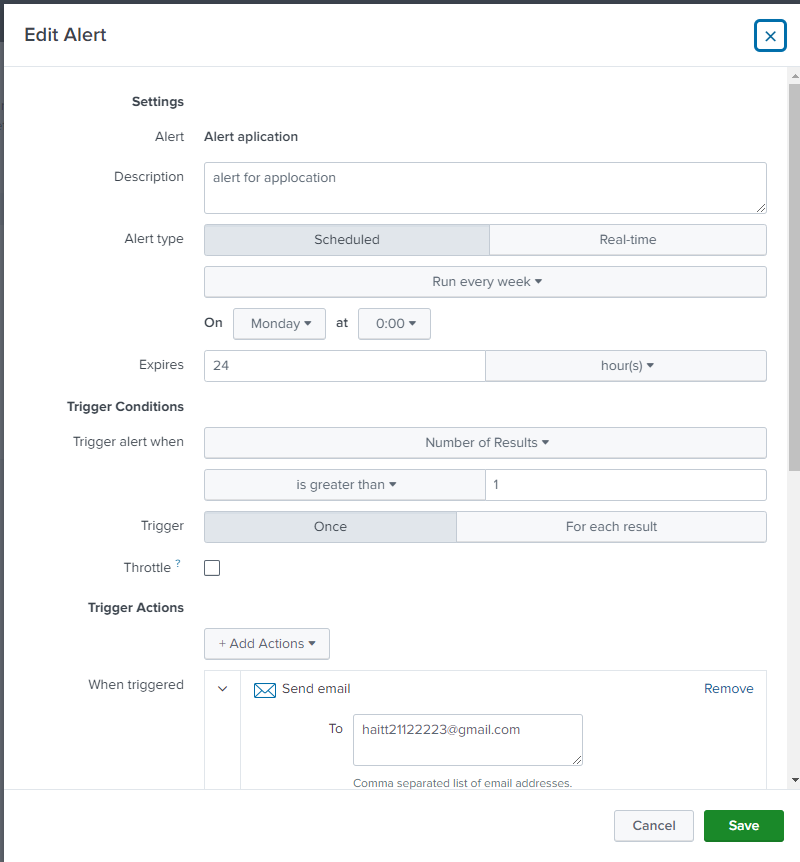 Edit Alert
Settings
Alert Alert aplication
Description alert for applocation
Alert type Scheduled Real-time
Run every week
On Monday at 0:00
Expires 24 hour(s)
Trigger Conditions
Trigger alert when Number of Results
is greater than 1
Trigger Once For each result
Throttle ?
Trigger Actions
+ Add Actions
When triggered Send email Remove
To haitt21122223@gmail.com
Comma separated list of email addresses.
Cancel Save